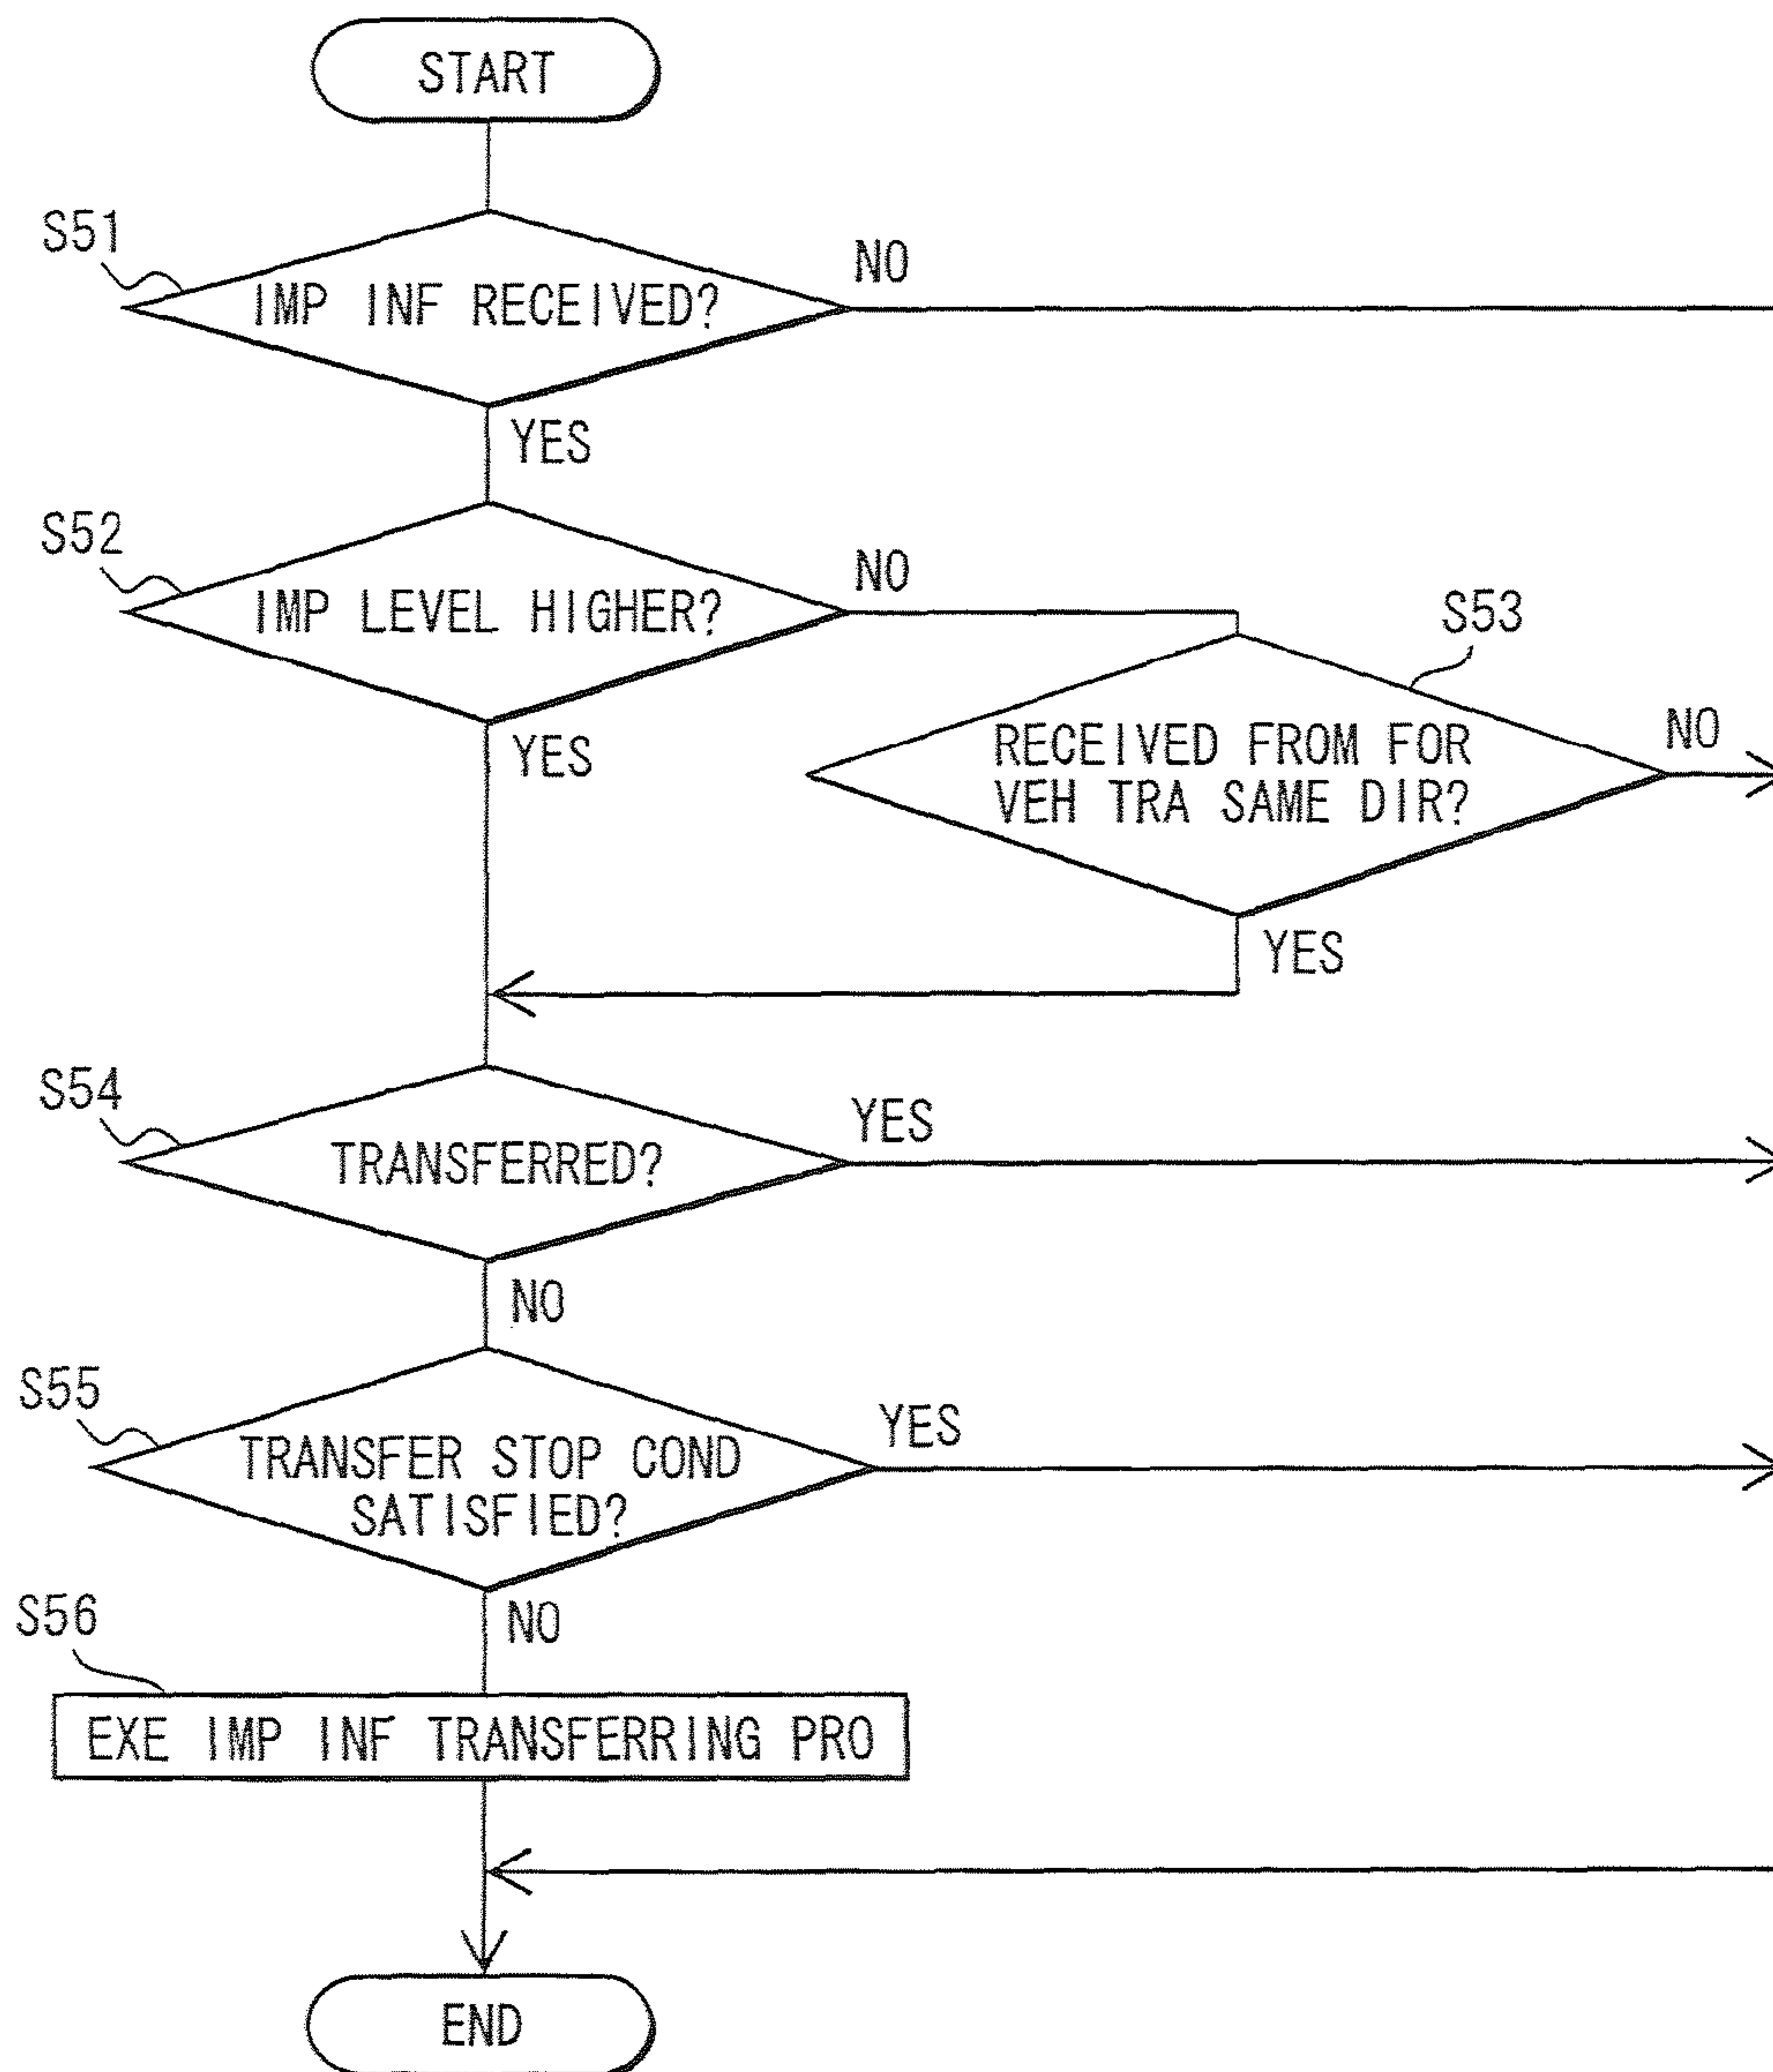 START
S51
IMP INF RECEIVED?
NO
YES
S52
IMP LEVEL HIGHER?
NO
YES
S53
RECEIVED FROM FOR
VEH TRA SAME DIR?
NO
YES
S54
TRANSFERRED?
YES
NO
S55
TRANSFER STOP COND
SATISFIED?
YES
NO
S56
EXE IMP INF TRANSFERRING PRO
END